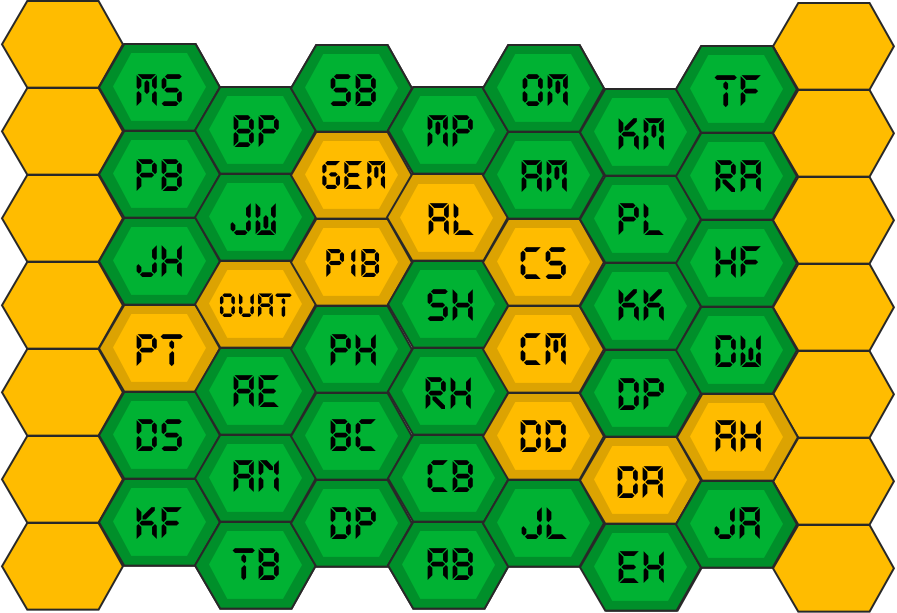 MS
SB
OM
TF
BP
MP
KM
PB
GEM
AM
RA
JW
AL
PL
JH
PIB
CS
HF
OUAT
SH
KK
PT
PH
CM
DW
AE
RH
DP
DS
BC
DD
AH
AN
CB
DA
KF
DP
JL
JA
TB
AB
EH